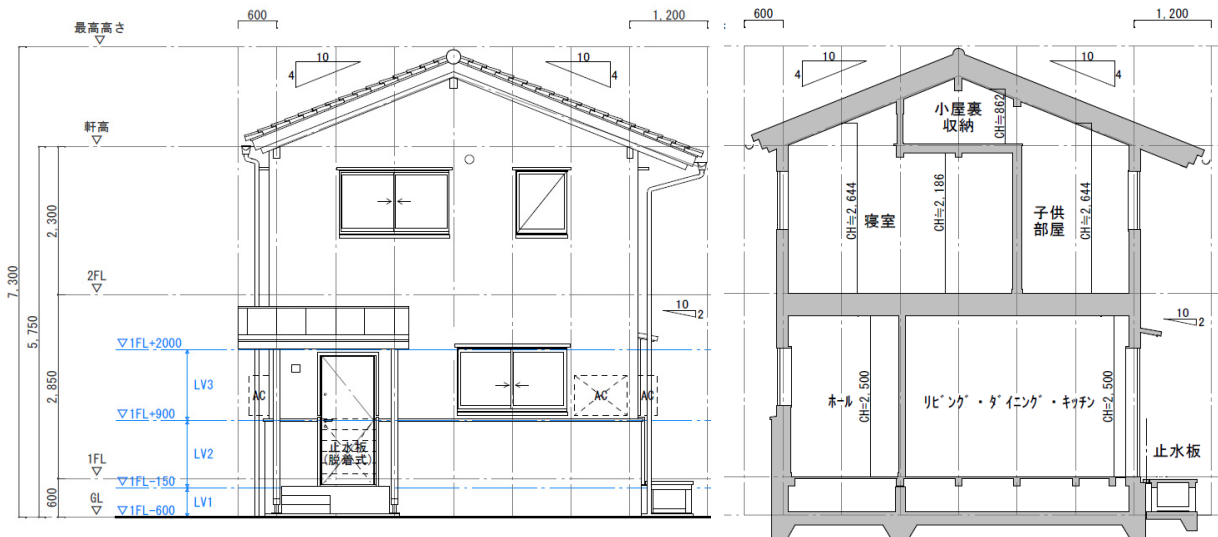 600
1,200
最高高さ
10
4
10
4
軒高
2,300
7,300
5,750
2FL
10
2
▽1FL+2000
LV3
2,850
AC
AC
AC
▽1FL+900
LV2
止水板
(脱着式)
1FL
▽1FL-150
600
LV1
GL
▽1FL-600
600
1,200
10
4
10
4
小屋裏
収納
CH≒862
CH≒2,644
寝室
CH≒2,186
子供
部屋
CH≒2,644
10
2
ホール
CH=2,500
リビング・ダイニング・キッチン
CH=2,500
止水板